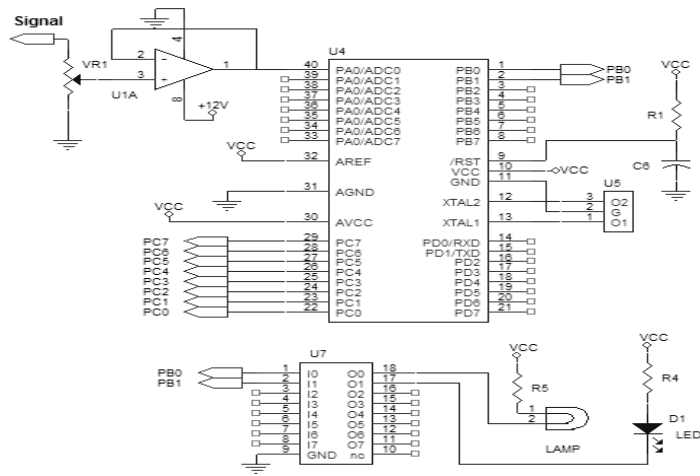 Signal
VR1
U1A
2
3
4
8
1
+12V
U4
40 PA0/ADC0
39 PA0/ADC1
38 PA0/ADC2
37 PA0/ADC3
36 PA0/ADC4
35 PA0/ADC5
34 PA0/ADC6
33 PA0/ADC7
VCC
32 AREF
31 AGND
VCC
30 AVCC
PC7 29 PC7
PC6 28 PC6
PC5 27 PC5
PC4 26 PC4
PC3 25 PC3
PC2 24 PC2
PC1 23 PC1
PC0 22 PC0
PB0 1 PB0
PB1 2 PB1
PB2 3
PB3 4
PB4 5
PB5 6
PB6 7
PB7 8
/RST 9
VCC 10 VCC
GND 11
XTAL2 12
XTAL1 13
PD0/RXD 14
PD1/TXD 15
PD2 16
PD3 17
PD4 18
PD5 19
PD6 20
PD7 21
VCC
R1
C6
U5
3 O2
2 G
1 O1
U7
PB0 1 I0 O0 18
PB1 2 I1 O1 17
3 I2 O2 16
4 I3 O3 15
5 I4 O4 14
6 I5 O5 13
7 I6 O6 12
8 I7 O7 11
9 GND nc 10
VCC
R5
1
2
LAMP
VCC
R4
D1
LED